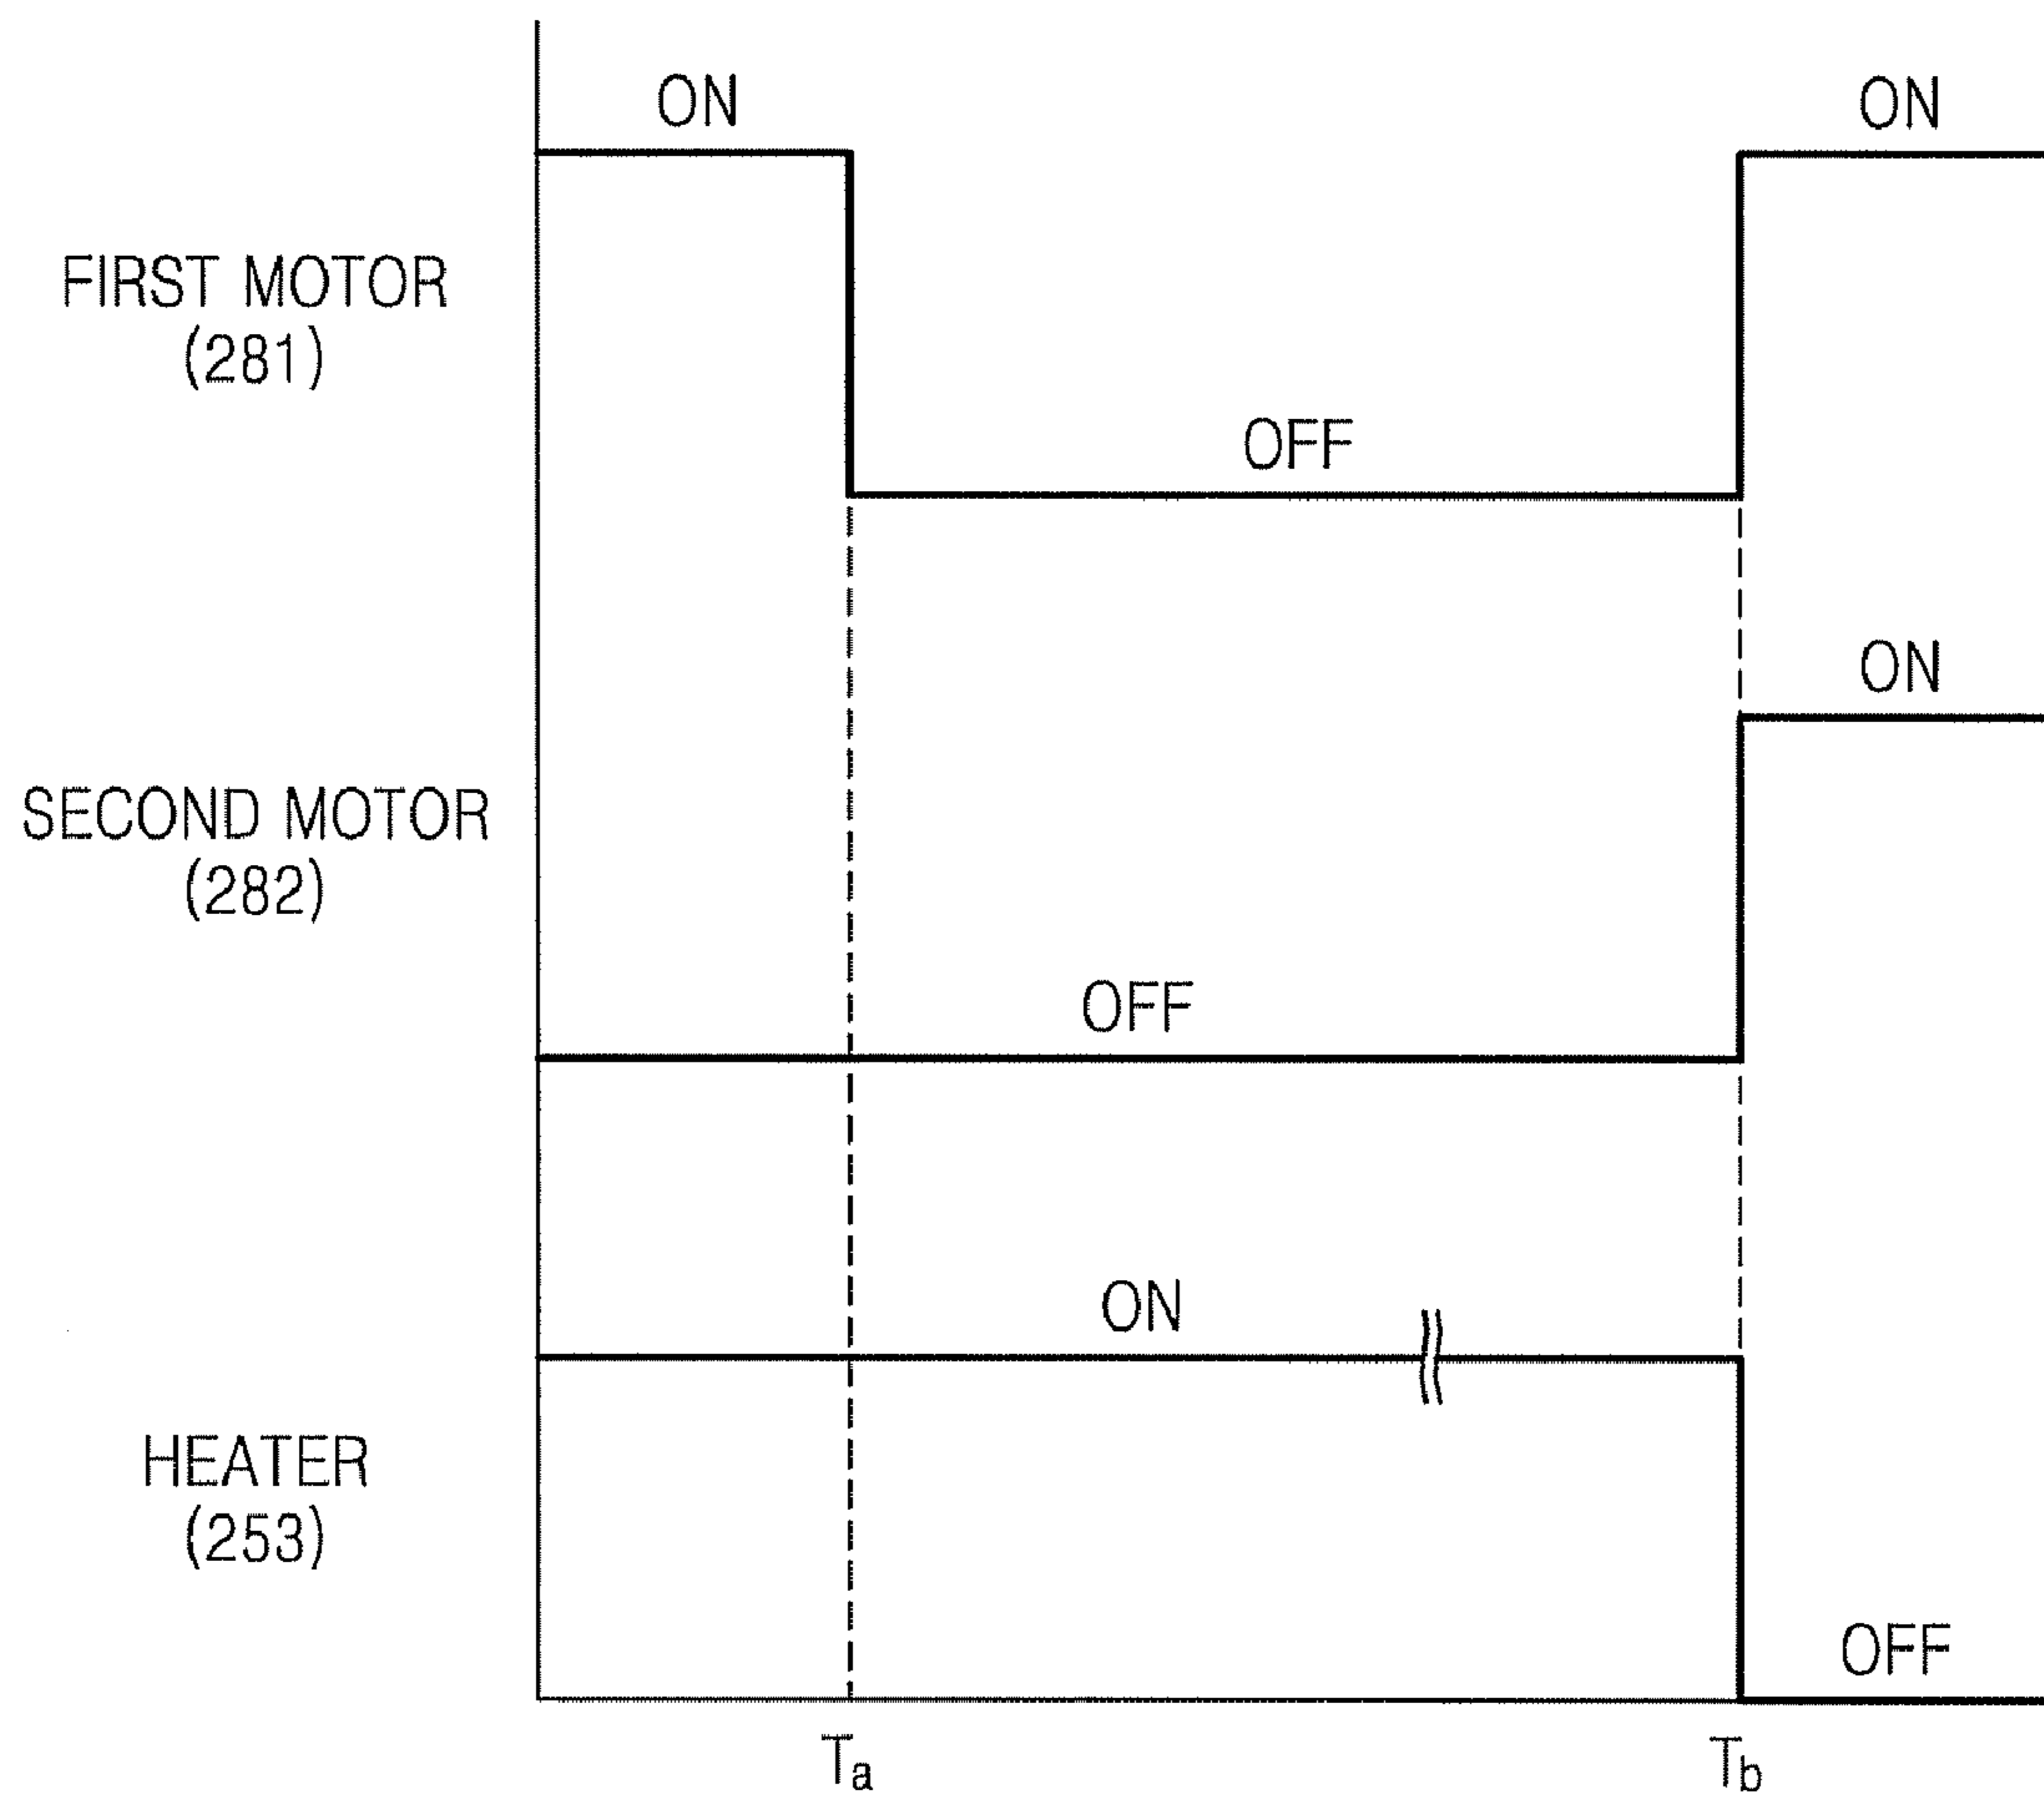 ON
ON
FIRST MOTOR
(281)
OFF
ON
SECOND MOTOR
(282)
OFF
ON
HEATER
(253)
OFF
Ta
Tb